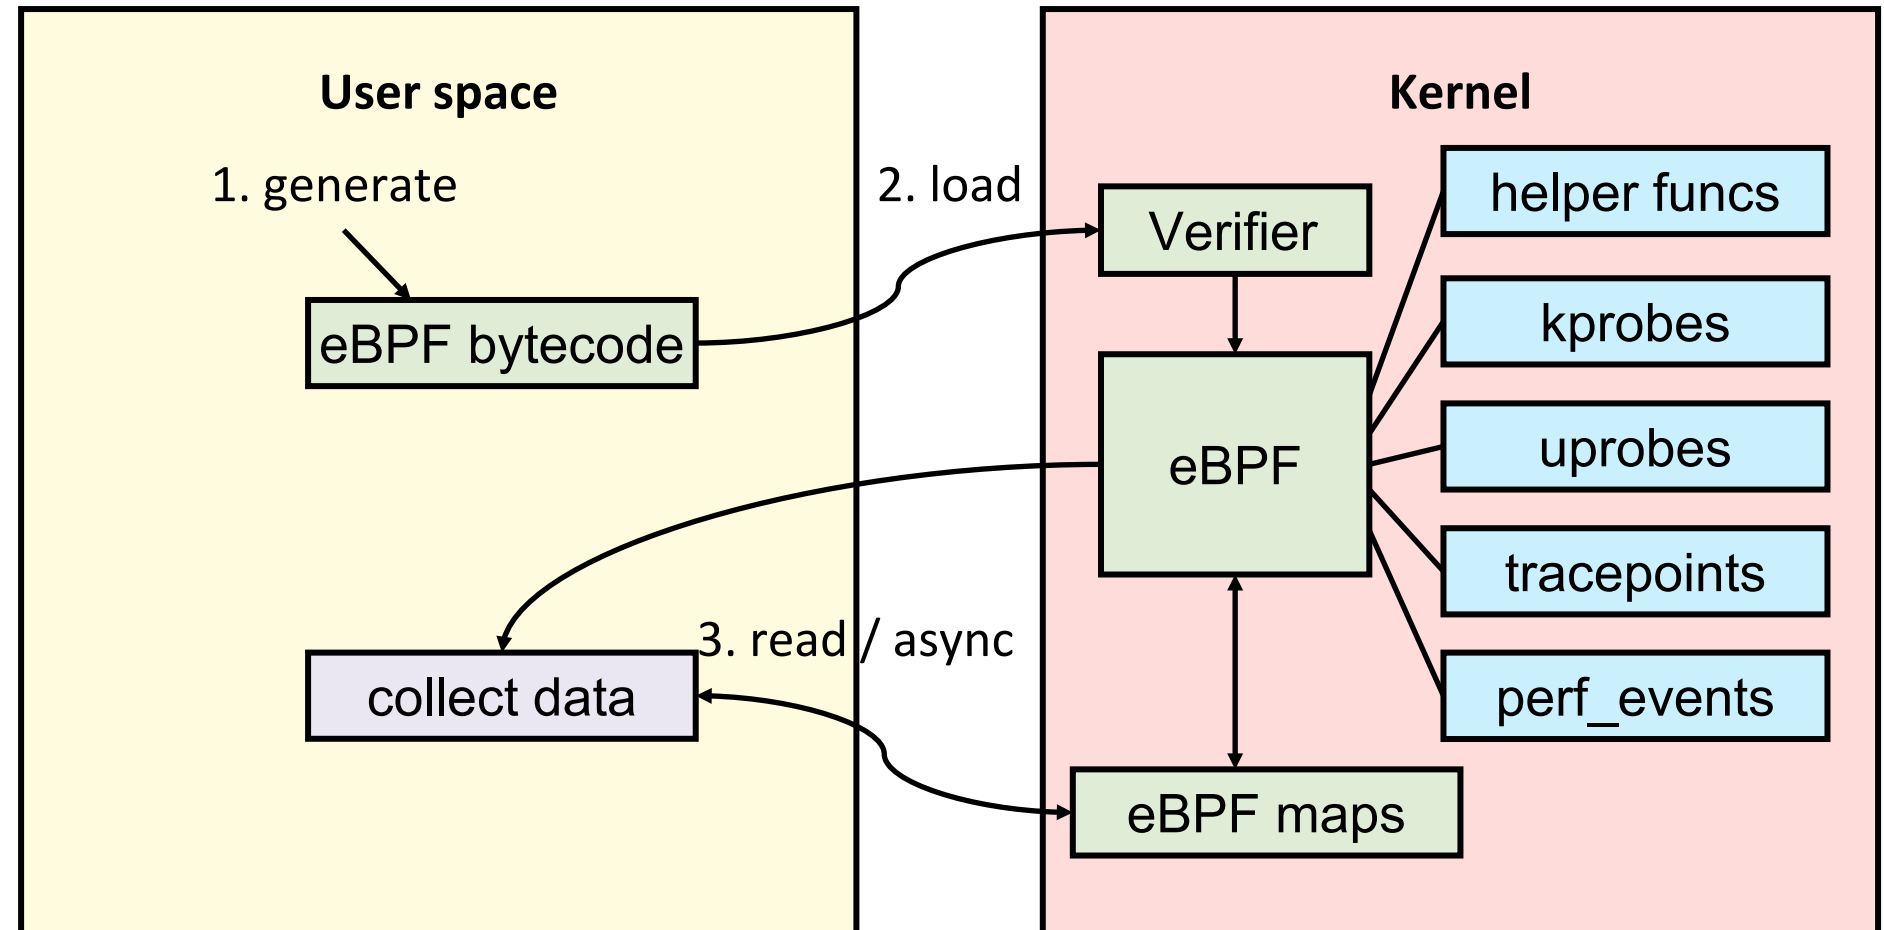 User space
1. generate
eBPF bytecode
collect data
2. load
3. read / async
Kernel
Verifier
eBPF
eBPF maps
helper funcs
kprobes
uprobes
tracepoints
perf_events